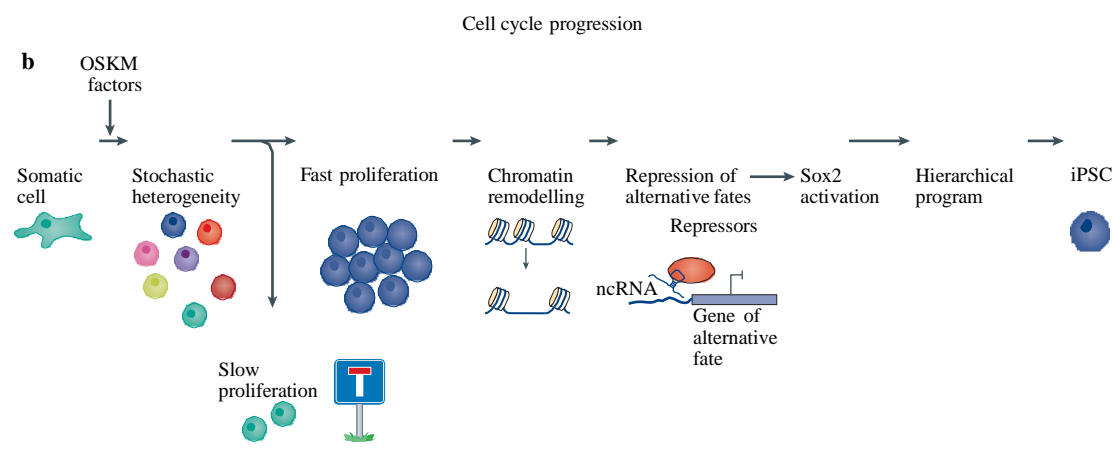 Cell cycle progression
b
OSKM
factors
Somatic
cell
Stochastic
heterogeneity
Fast proliferation
Chromatin
remodelling
Repression of
alternative fates
Sox2
activation
Hierarchical
program
iPSC
Repressors
ncRNA
Gene of
alternative
fate
Slow
proliferation